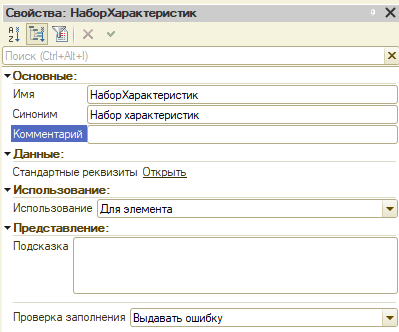 Свойства: НаборХарактеристик
Поиск (Ctrl+Alt+I)
Основные:
Имя НаборХарактеристик
Синоним Набор характеристик
Комментарий
Данные:
Стандартные реквизиты Открыть
Использование:
Использование Для элемента
Представление:
Подсказка
Проверка заполнения Выдавать ошибку